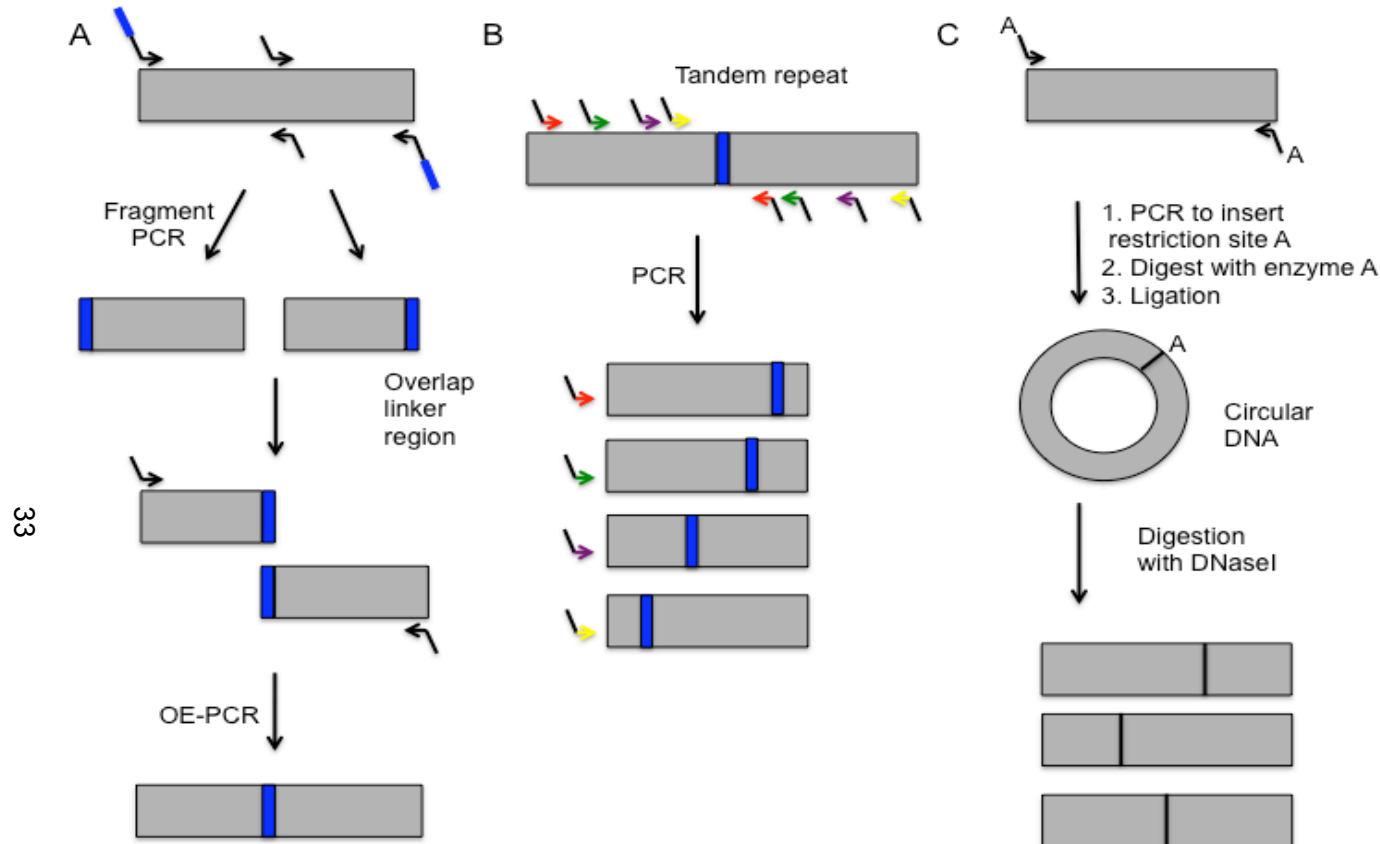 A
Fragment
PCR
Overlap
linker
region
OE-PCR
B
Tandem repeat
PCR
C
A
A
1. PCR to insert
restriction site A
2. Digest with enzyme A
3. Ligation
A
Circular
DNA
Digestion
with DNaseI
33